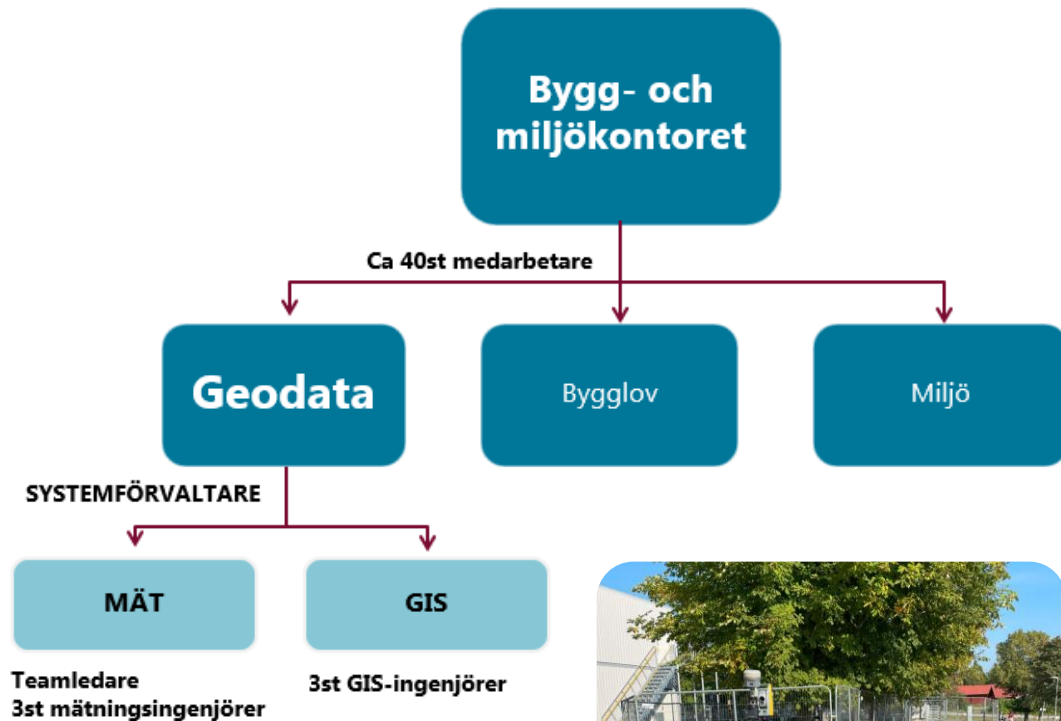 Bygg- och
miljökontoret
Ca 40st medarbetare
Geodata
Bygglov
Miljö
SYSTEMFÖRVALTARE
MÄT
GIS
Teamledare
3st mätningsingenjörer
3st GIS-ingenjörer